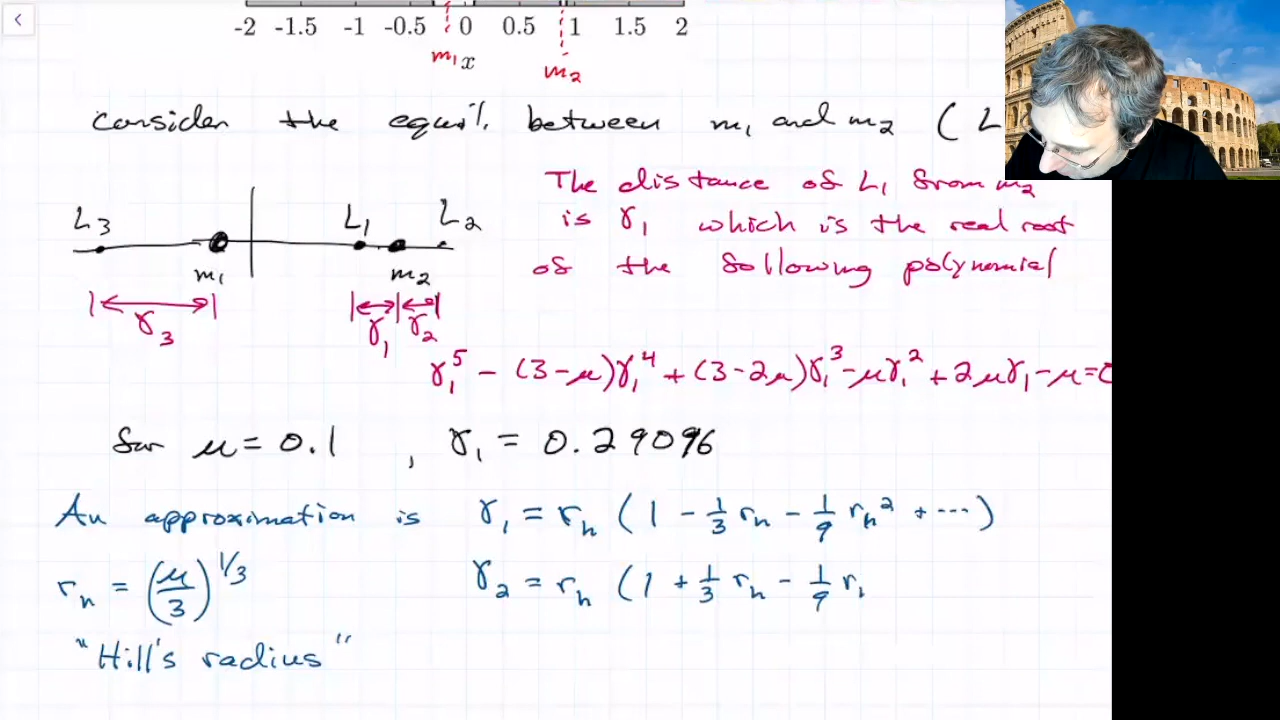 -2 -1.5 -1 -0.5 0 0.5 1 1.5 2
m₁ x m₂
consider the equil. between m₁ and m₂ ( L
The distance of L₁ from m₂
is γ₁ which is the real root
of the following polynomial
L₃ L₁ L₂
m₁ m₂
γ₃ γ₁ γ₂
γ₁⁵ - (3-μ)γ₁⁴ + (3-2μ)γ₁³ - μγ₁² + 2μγ₁ - μ = 0
for μ = 0.1 , γ₁ = 0.29096
An approximation is γ₁ = rₕ ( 1 - 1/3 rₕ - 1/9 rₕ² + ... )
rₕ = (μ/3)^1/3 γ₂ = rₕ ( 1 + 1/3 rₕ - 1/9 r
"Hill's radius"